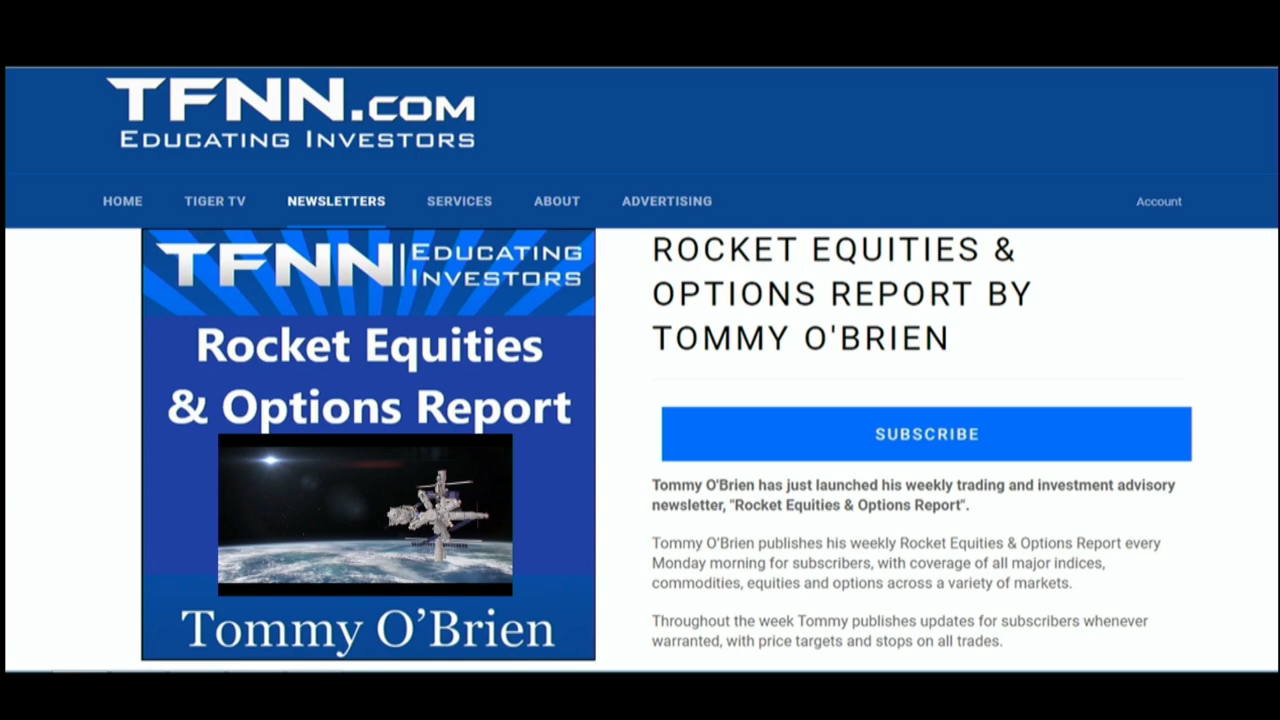 TFNN.COM
EDUCATING INVESTORS
HOME TIGER TV NEWSLETTERS SERVICES ABOUT ADVERTISING Account
TFNN | EDUCATING INVESTORS
Rocket Equities
& Options Report
Tommy O’Brien
ROCKET EQUITIES &
OPTIONS REPORT BY
TOMMY O'BRIEN
SUBSCRIBE
Tommy O'Brien has just launched his weekly trading and investment advisory
newsletter, "Rocket Equities & Options Report".
Tommy O'Brien publishes his weekly Rocket Equities & Options Report every
Monday morning for subscribers, with coverage of all major indices,
commodities, equities and options across a variety of markets.
Throughout the week Tommy publishes updates for subscribers whenever
warranted, with price targets and stops on all trades.